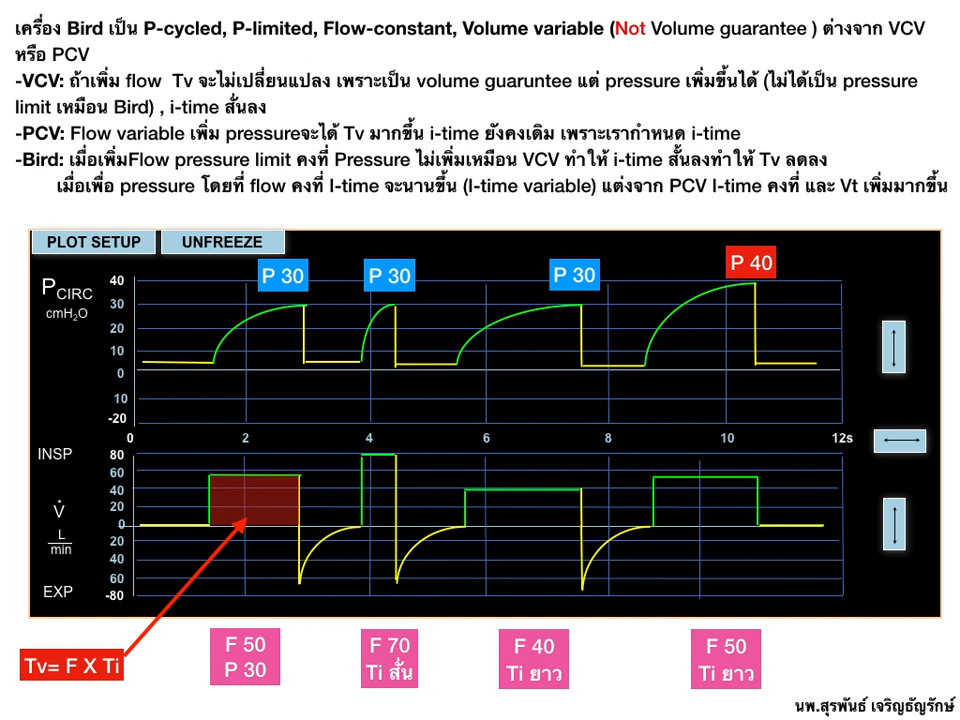 เครื่อง Bird เป็น P-cycled, P-limited, Flow-constant, Volume variable (Not Volume guarantee ) ต่างจาก VCV
หรือ PCV
-VCV: ถ้าเพิ่ม flow Tv จะไม่เปลี่ยนแปลง เพราะเป็น volume guaruntee แต่ pressure เพิ่มขึ้นได้ (ไม่ได้เป็น pressure
limit เหมือน Bird) , i-time สั่นลง
-PCV: Flow variable เพิ่ม pressureจะได้ Tv มากขึ้น i-time ยังคงเดิม เพราะเรากำหนด i-time
-Bird: เมื่อเพิ่มFlow pressure limit คงที่ Pressure ไม่เพิ่มเหมือน VCV ทำให้ i-time สั้นลงทำให้ Tv ลดลง
เมื่อเพื่อ pressure โดยที่ flow คงที่ I-time จะนานขึ้น (I-time variable) แต่งจาก PCV I-time คงที่ และ Vt เพิ่มมากขึ้น
PLOT SETUP UNFREEZE
P 30 P 30 P 30 P 40
PCIRC
cmH2O
40
30
20
10
0
10
-20
0 2 4 6 8 10 12s
INSP
V̇
L
min
EXP
80
60
40
20
0
20
40
60
-80
Tv= F X Ti
F 50
P 30
F 70
Ti สั่น
F 40
Ti ยาว
F 50
Ti ยาว
นพ.สุรพันธ์ เจริญธัญรักษ์